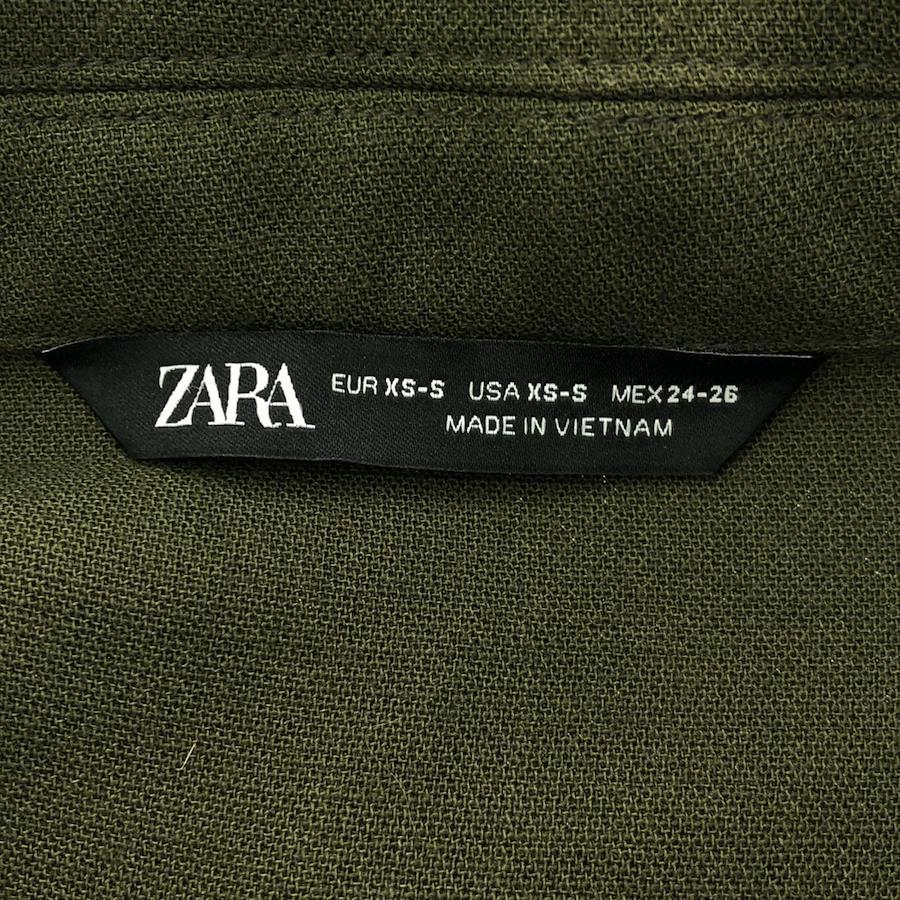 ZARA EUR XS-S USA XS-S MEX 24-26
MADE IN VIETNAM